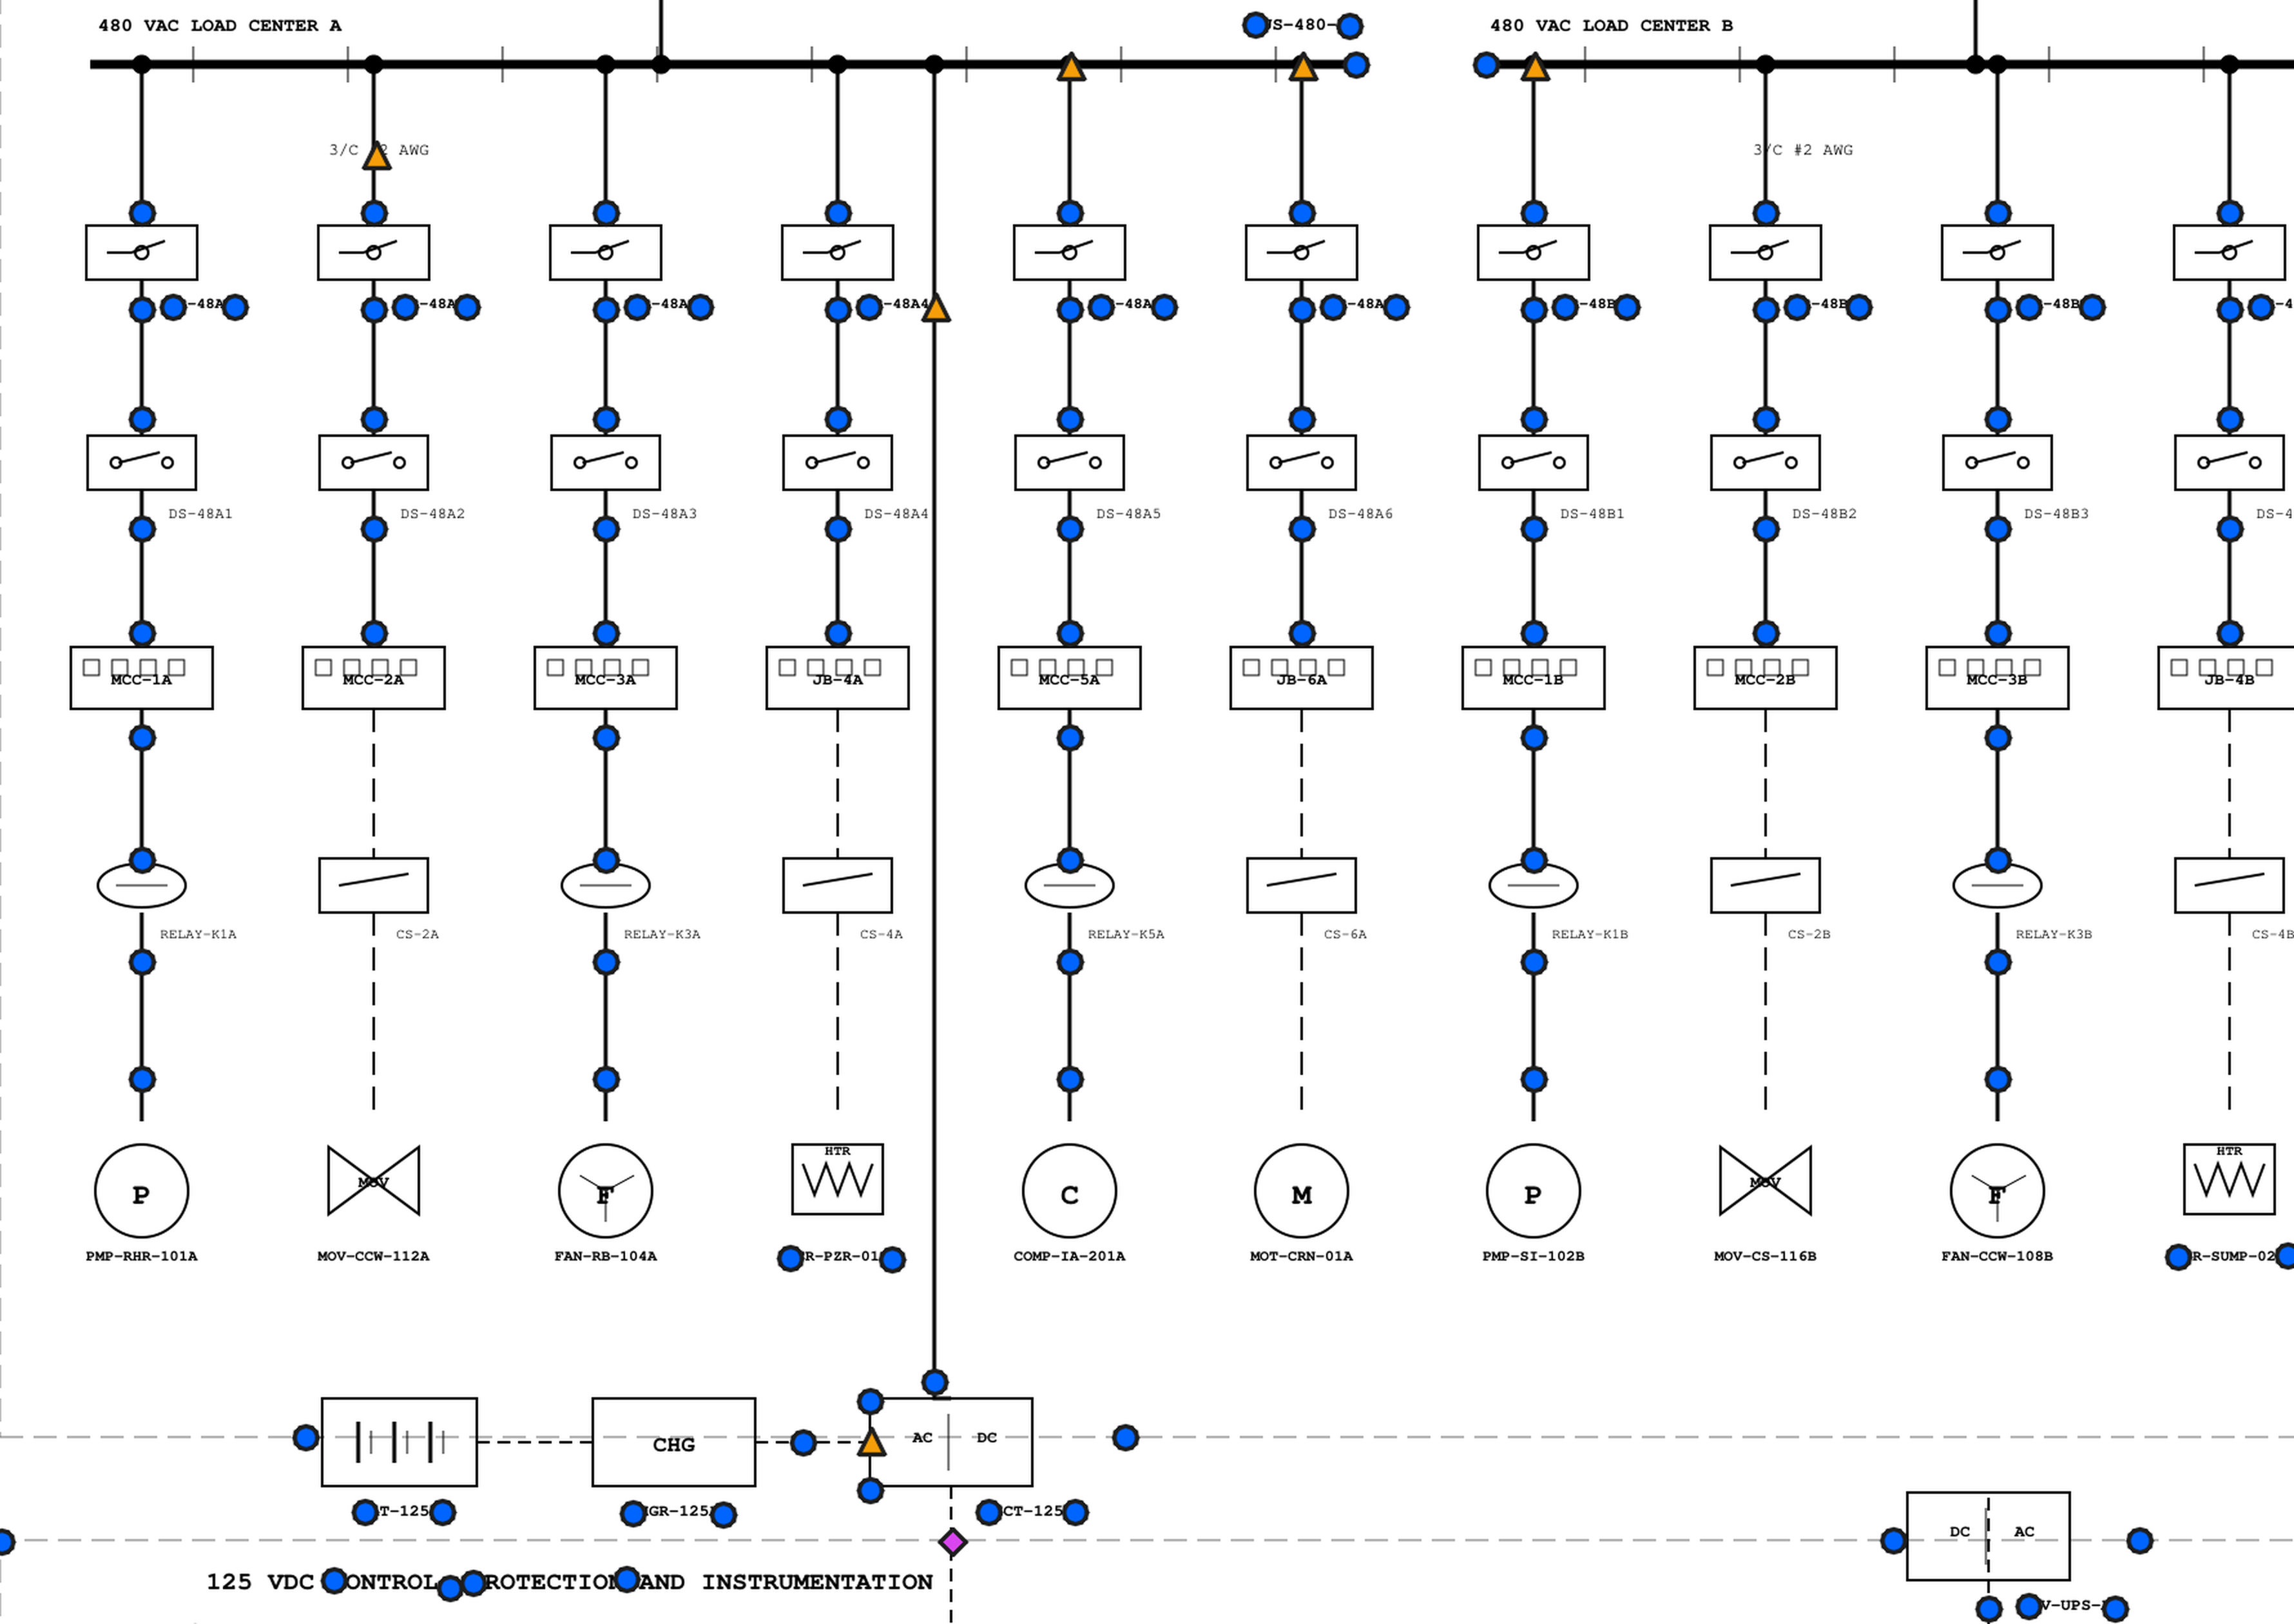 480 VAC LOAD CENTER A
480 VAC LOAD CENTER B
3/C AWG
3/C #2 AWG
DS-48A1
DS-48A2
DS-48A3
DS-48A4
DS-48A5
DS-48A6
DS-48B1
DS-48B2
DS-48B3
MCC-1A
MCC-2A
MCC-3A
JB-4A
MCC-5A
JB-6A
MCC-1B
MCC-2B
MCC-3B
JB-4B
RELAY-K1A
CS-2A
RELAY-K3A
CS-4A
RELAY-K5A
CS-6A
RELAY-K1B
CS-2B
RELAY-K3B
CS-4B
P
MOV
F
HTR
C
M
P
MOV
F
HTR
PMP-RHR-101A
MOV-CCW-112A
FAN-RB-104A
COMP-IA-201A
MOT-CRN-01A
PMP-SI-102B
MOV-CS-116B
FAN-CCW-108B
CHG
AC
DC
DC
AC
125 VDC AND INSTRUMENTATION